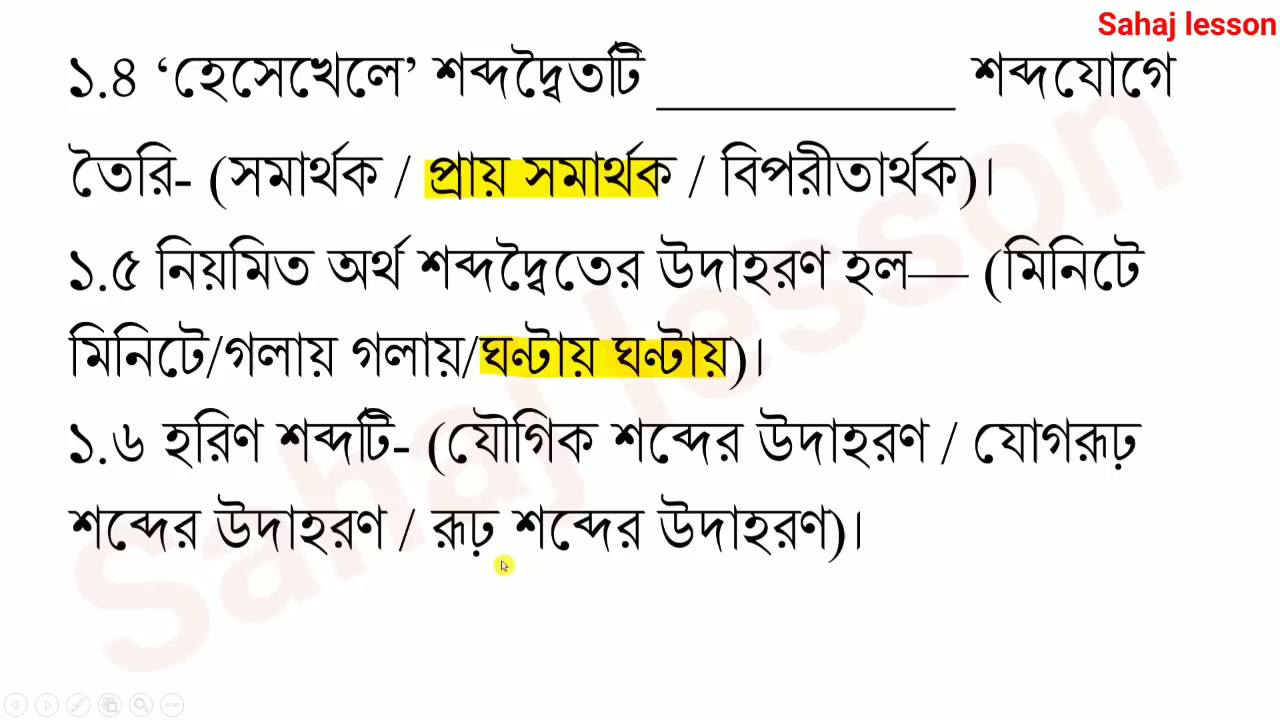 Sahaj lesson
১.৪ ‘হেসেখেলে’ শব্দদ্বৈতটি ____________ শব্দযোগে
তৈরি- (সমার্থক / প্রায় সমার্থক / বিপরীতার্থক)।
১.৫ নিয়মিত অর্থ শব্দদ্বৈতের উদাহরণ হল— (মিনিটে
মিনিটে/গলায় গলায়/ঘন্টায় ঘন্টায়)।
১.৬ হরিণ শব্দটি- (যৌগিক শব্দের উদাহরণ / যোগরূঢ়
শব্দের উদাহরণ / রূঢ় শব্দের উদাহরণ)।
Sahaj lesson